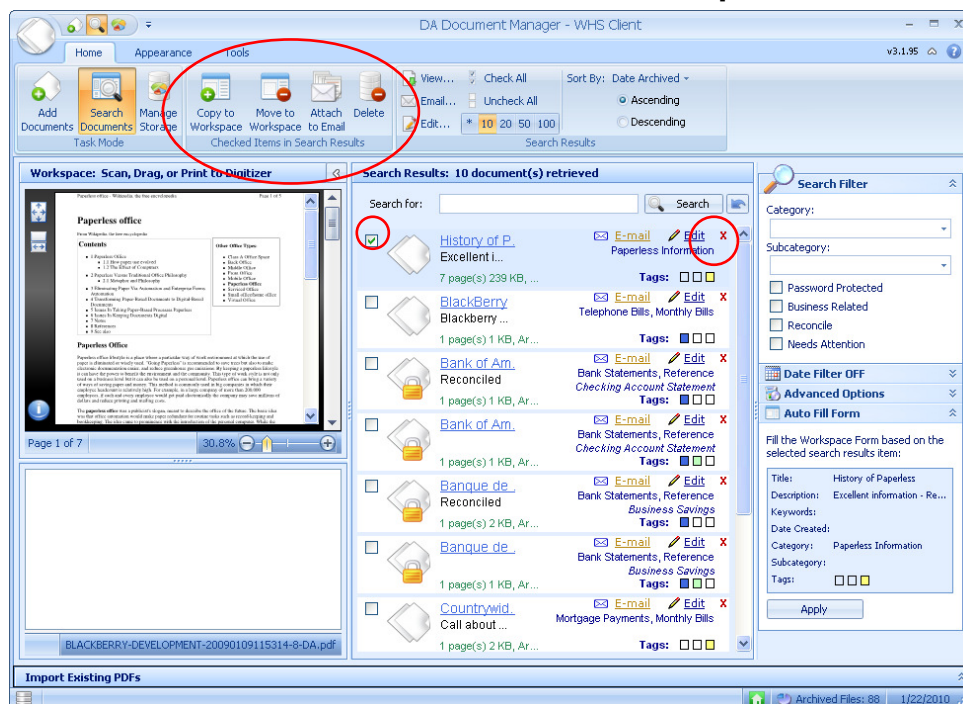 DA Document Manager - WHS Client
Home Appearance Tools v3.1.95
Add Documents
Search Documents
Manage Storage
Task Mode
Copy to Workspace
Move to Workspace
Attach to Email
Delete
Checked Items in Search Results
View... Check All
Email... Uncheck All
Edit... * 10 20 50 100
Sort By: Date Archived
Ascending
Descending
Search Results
Workspace: Scan, Drag, or Print to Digitizer
Paperless office
Contents
Paperless Office
Page 1 of 7 30.8%
BLACKBERRY-DEVELOPMENT-20090109115314-8-DA.pdf
Search Results: 10 document(s) retrieved
Search for: Search
History of P. E-mail Edit X
Excellent i... Paperless Information
7 page(s) 239 KB, ... Tags:
BlackBerry E-mail Edit X
Blackberry ... Telephone Bills, Monthly Bills
1 page(s) 1 KB, Ar... Tags:
Bank of Am. E-mail Edit X
Reconciled Bank Statements, Reference
Checking Account Statement
1 page(s) 1 KB, Ar... Tags:
Bank of Am. E-mail Edit X
Bank Statements, Reference
Checking Account Statement
1 page(s) 1 KB, Ar... Tags:
Banque de . E-mail Edit X
Reconciled Bank Statements, Reference
Business Savings
1 page(s) 2 KB, Ar... Tags:
Banque de . E-mail Edit X
Bank Statements, Reference
Business Savings
1 page(s) 1 KB, Ar... Tags:
Countrywid. E-mail Edit X
Call about ... Mortgage Payments, Monthly Bills
1 page(s) 2 KB, Ar... Tags:
Search Filter
Category:
Subcategory:
Password Protected
Business Related
Reconcile
Needs Attention
Date Filter OFF
Advanced Options
Auto Fill Form
Fill the Workspace Form based on the
selected search results item:
Title: History of Paperless
Description: Excellent information - Re...
Keywords:
Date Created:
Category: Paperless Information
Subcategory:
Tags:
Apply
Import Existing PDFs
Archived Files: 88 1/22/2010